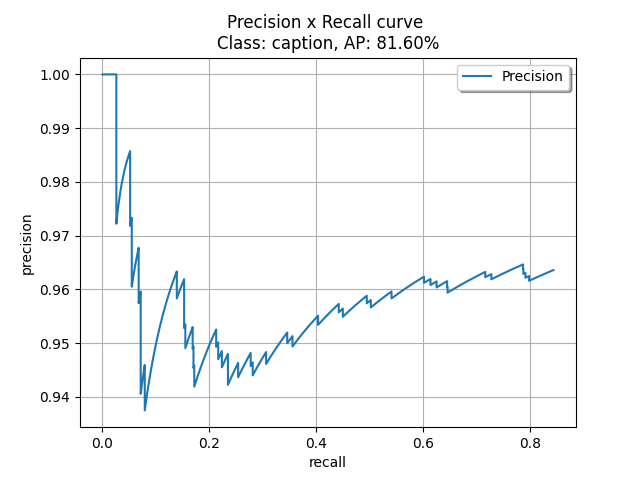 Precision x Recall curve
Class: caption, AP: 81.60%
Precision
1.00
0.99
0.98
0.97
0.96
0.95
0.94
precision
0.0 0.2 0.4 0.6 0.8
recall